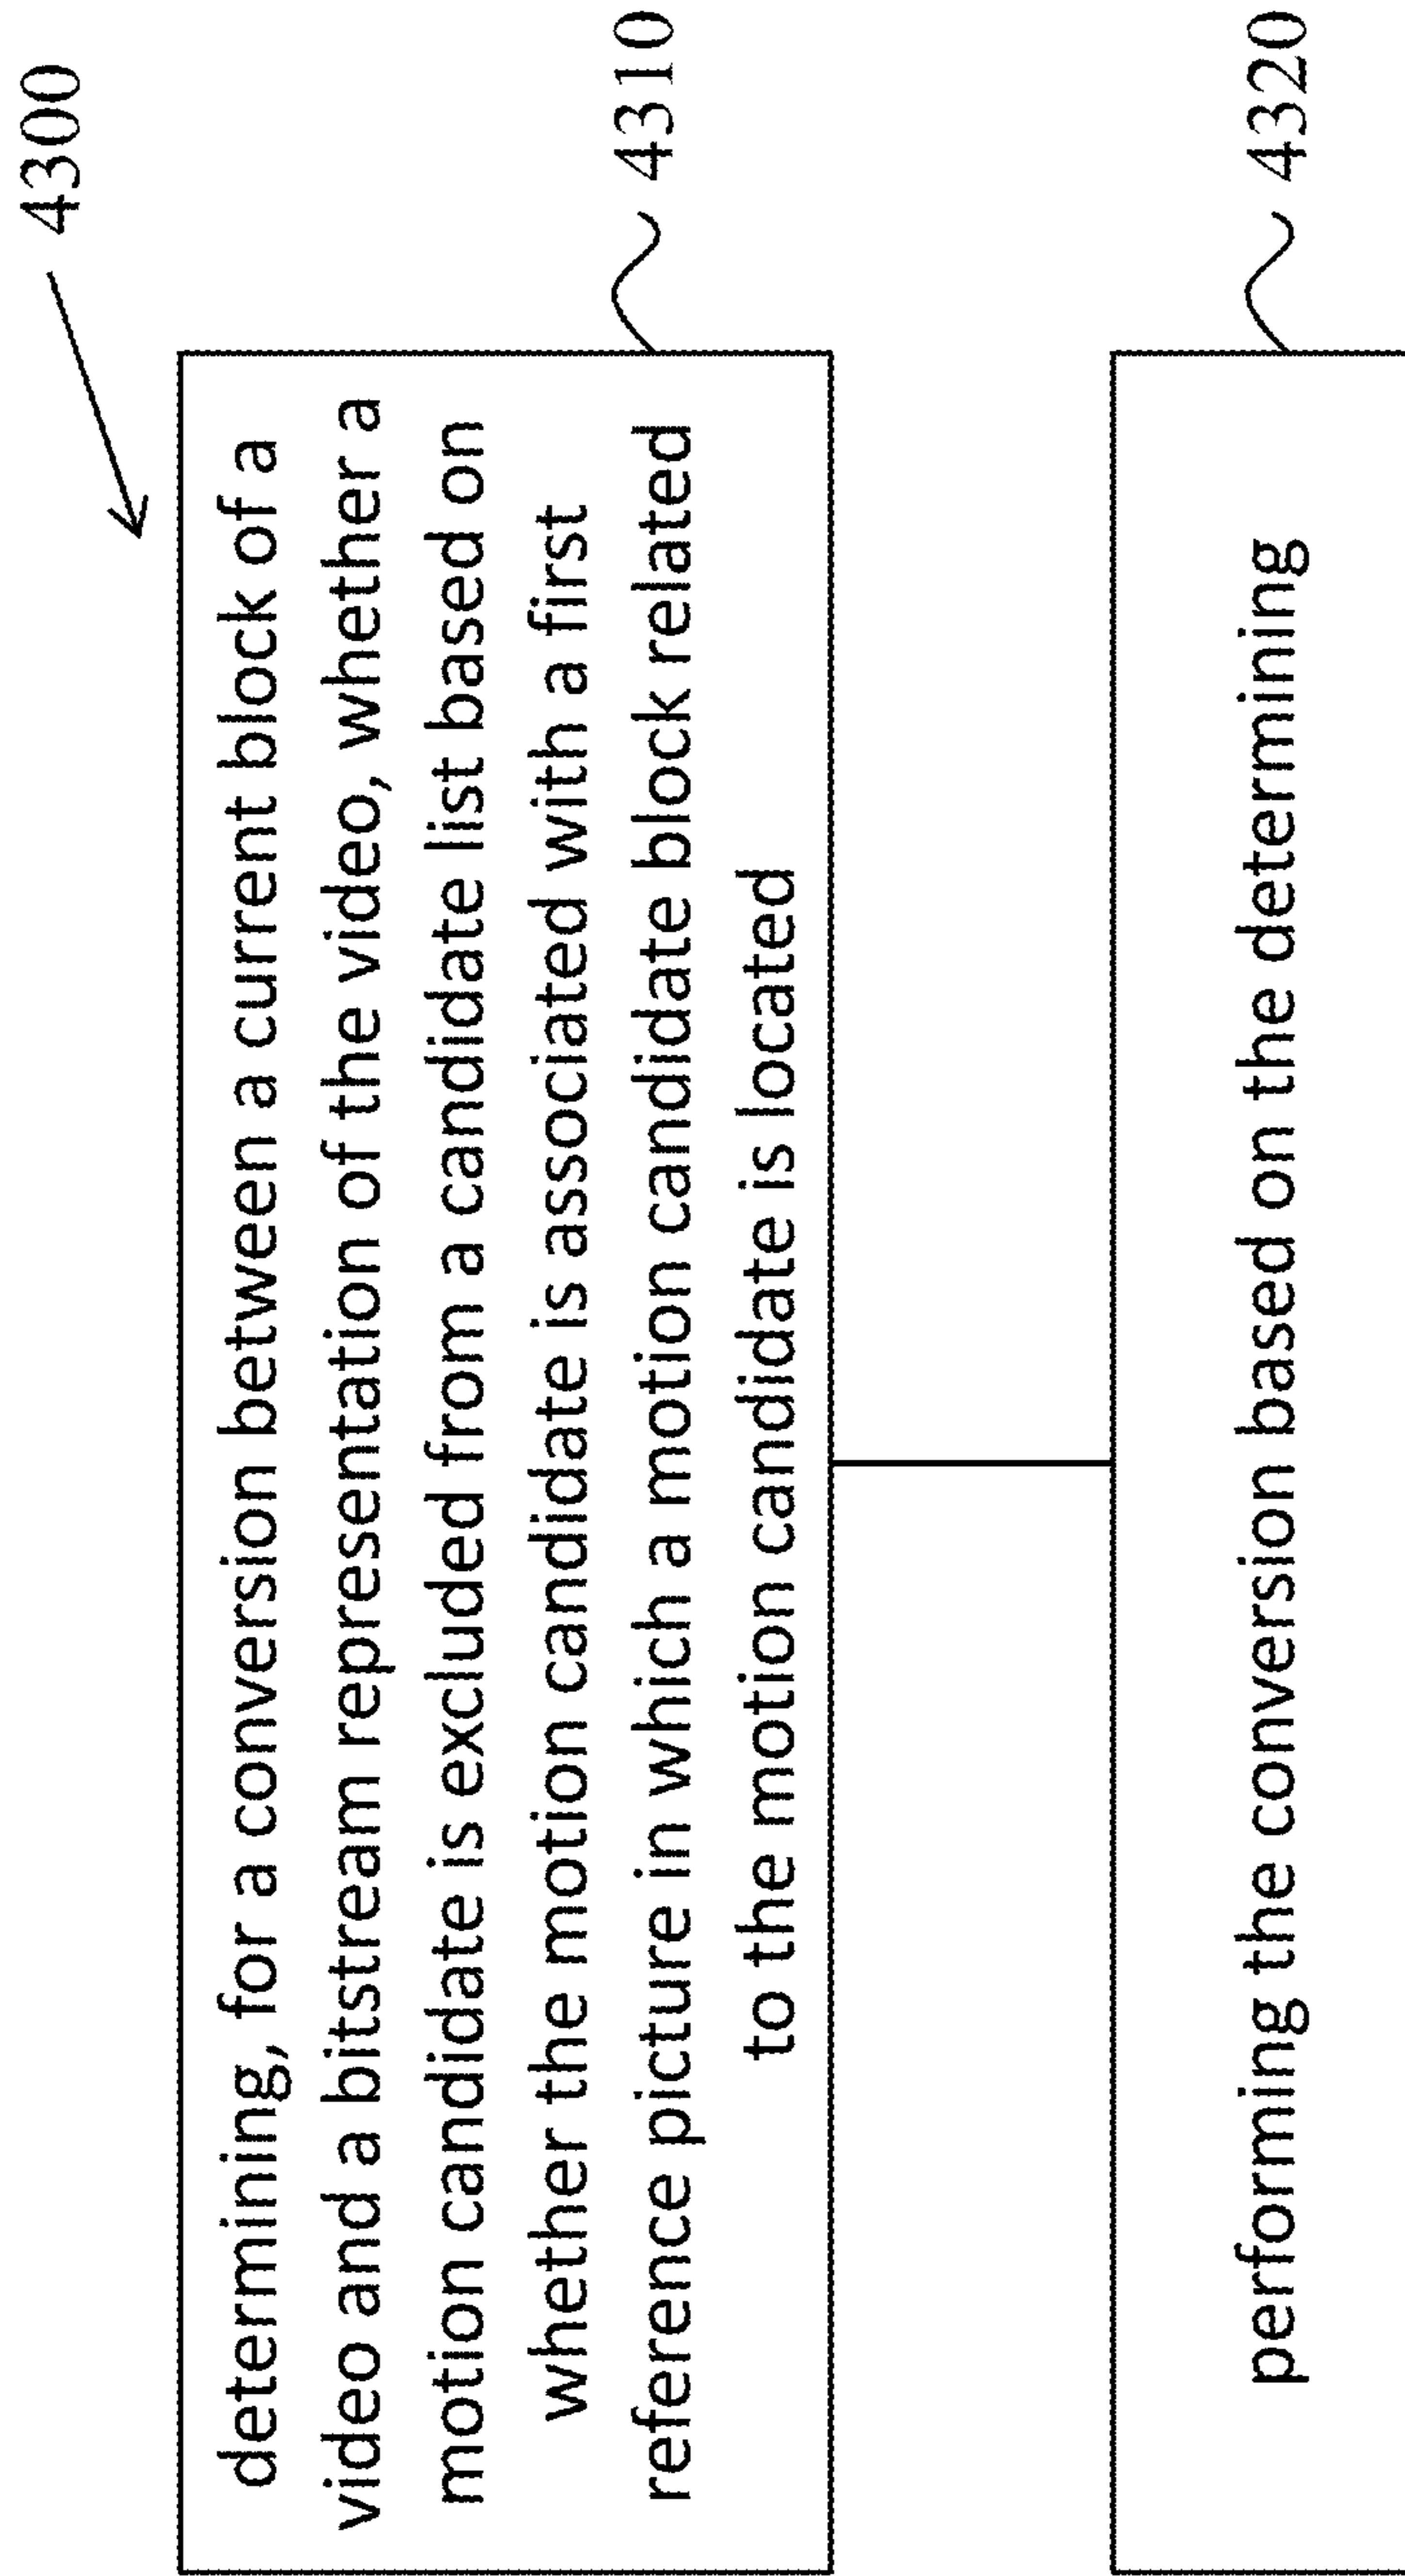 4300
determining, for a conversion between a current block of a
video and a bitstream representation of the video, whether a
motion candidate is excluded from a candidate list based on
whether the motion candidate is associated with a first
reference picture in which a motion candidate block related
to the motion candidate is located
4310
performing the conversion based on the determining
4320